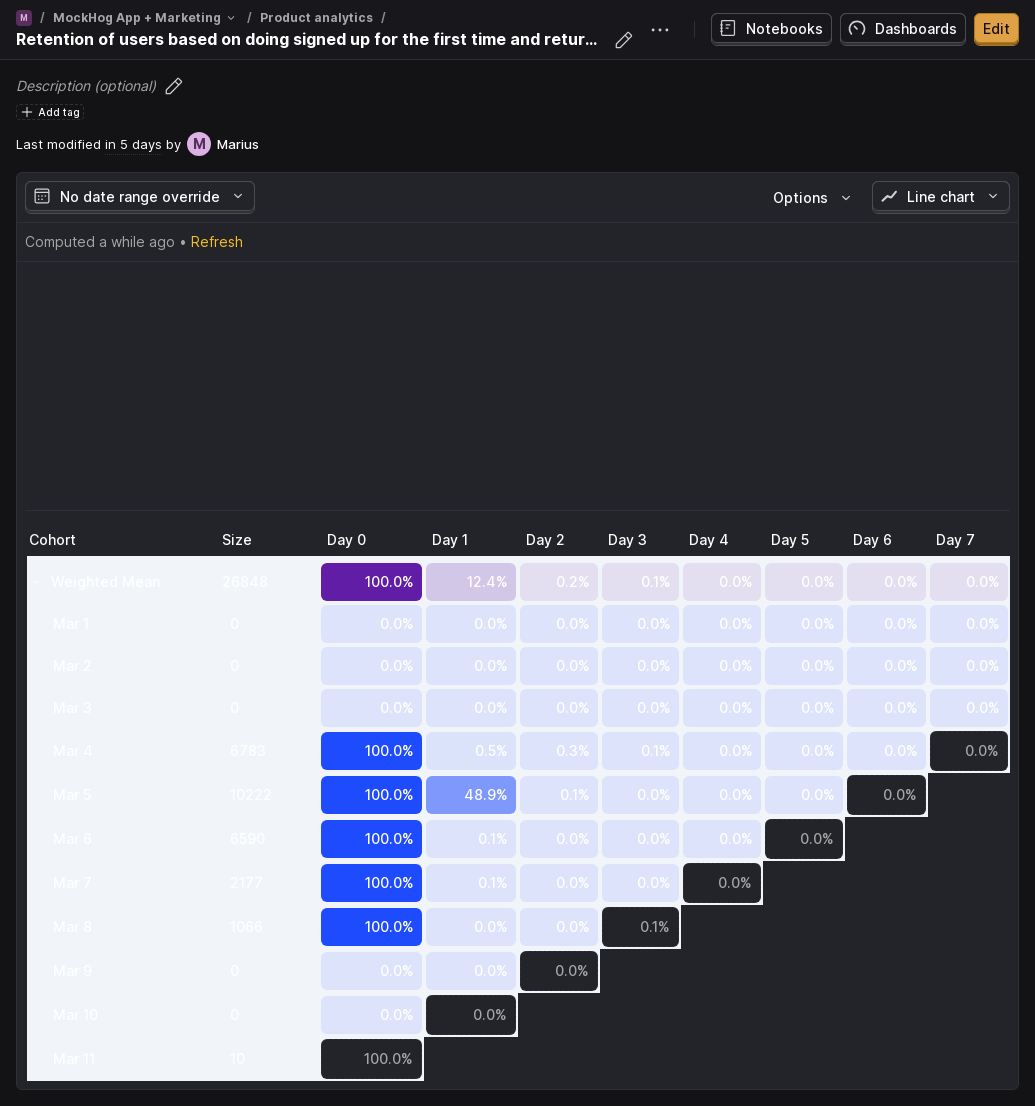 M / MockHog App + Marketing / Product analytics /
Retention of users based on doing signed up for the first time and retur...
Notebooks Dashboards Edit
Description (optional)
Add tag
Last modified in 5 days by M Marius
No date range override Options Line chart
Computed a while ago • Refresh
Cohort Size Day 0 Day 1 Day 2 Day 3 Day 4 Day 5 Day 6 Day 7
Weighted Mean 26848 100.0% 12.4% 0.2% 0.1% 0.0% 0.0% 0.0% 0.0%
Mar 1 0 0.0% 0.0% 0.0% 0.0% 0.0% 0.0% 0.0% 0.0%
Mar 2 0 0.0% 0.0% 0.0% 0.0% 0.0% 0.0% 0.0% 0.0%
Mar 3 0 0.0% 0.0% 0.0% 0.0% 0.0% 0.0% 0.0% 0.0%
Mar 4 6783 100.0% 0.5% 0.3% 0.1% 0.0% 0.0% 0.0% 0.0%
Mar 5 10222 100.0% 48.9% 0.1% 0.0% 0.0% 0.0% 0.0%
Mar 6 6590 100.0% 0.1% 0.0% 0.0% 0.0% 0.0%
Mar 7 2177 100.0% 0.1% 0.0% 0.0% 0.0%
Mar 8 1066 100.0% 0.0% 0.0% 0.1%
Mar 9 0 0.0% 0.0% 0.0%
Mar 10 0 0.0% 0.0%
Mar 11 10 100.0%